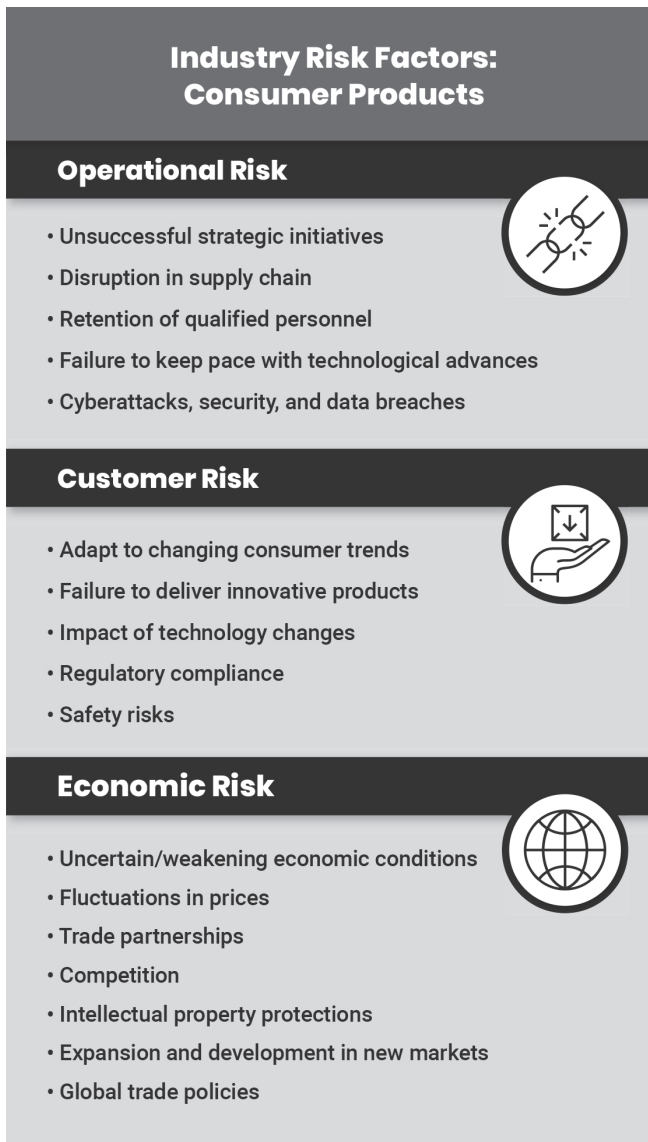 Industry Risk Factors:
Consumer Products
Operational Risk
• Unsuccessful strategic initiatives
• Disruption in supply chain
• Retention of qualified personnel
• Failure to keep pace with technological advances
• Cyberattacks, security, and data breaches
Customer Risk
• Adapt to changing consumer trends
• Failure to deliver innovative products
• Impact of technology changes
• Regulatory compliance
• Safety risks
Economic Risk
• Uncertain/weakening economic conditions
• Fluctuations in prices
• Trade partnerships
• Competition
• Intellectual property protections
• Expansion and development in new markets
• Global trade policies